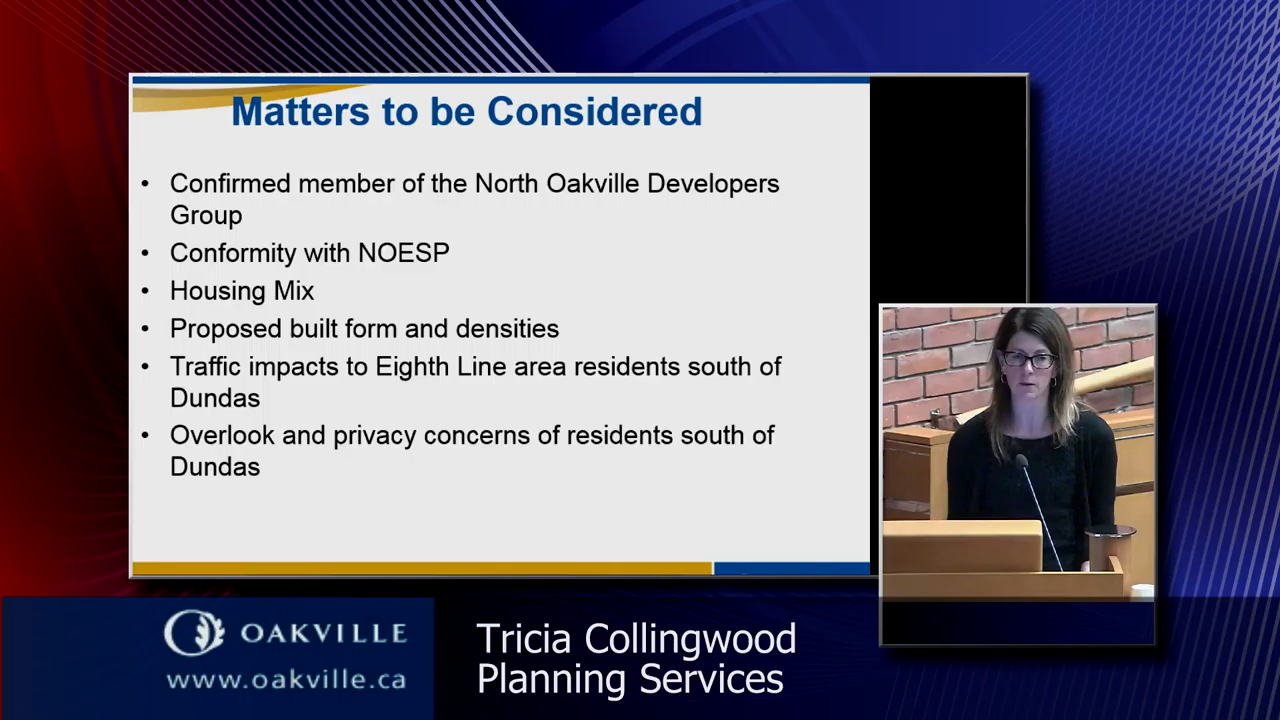 Matters to be Considered
• Confirmed member of the North Oakville Developers
Group
• Conformity with NOESP
• Housing Mix
• Proposed built form and densities
• Traffic impacts to Eighth Line area residents south of
Dundas
• Overlook and privacy concerns of residents south of
Dundas
OAKVILLE
www.oakville.ca
Tricia Collingwood
Planning Services